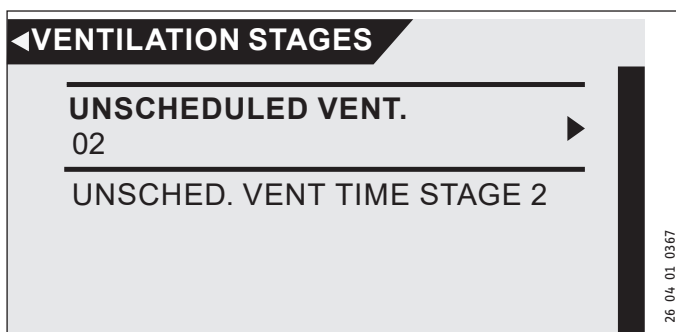 VENTILATION STAGES
UNSCHEDULED VENT.
02
UNSCHED. VENT TIME STAGE 2
26 04 01 0367